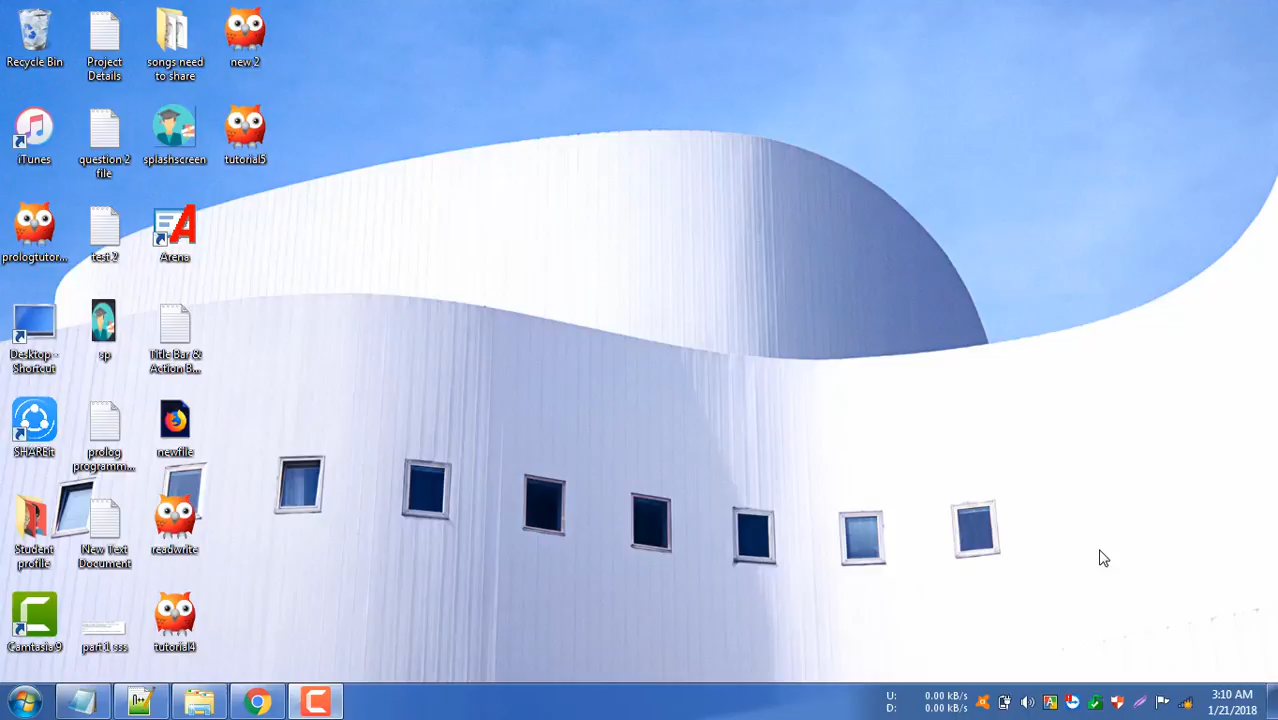 Recycle Bin
Project
Details
songs need
to share
new 2
iTunes
question 2
file
splashscreen
tutorial5
prologtutor...
test 2
Arena
Desktop -
Shortcut
sp
Title Bar &
Action B...
SHAREit
prolog
programm...
newfile
Student
profile
New Text
Document
readwrite
Camtasia 9
part 1 sss
tutorial4
U: 0.00 kB/s
D: 0.00 kB/s
3:10 AM
1/21/2018